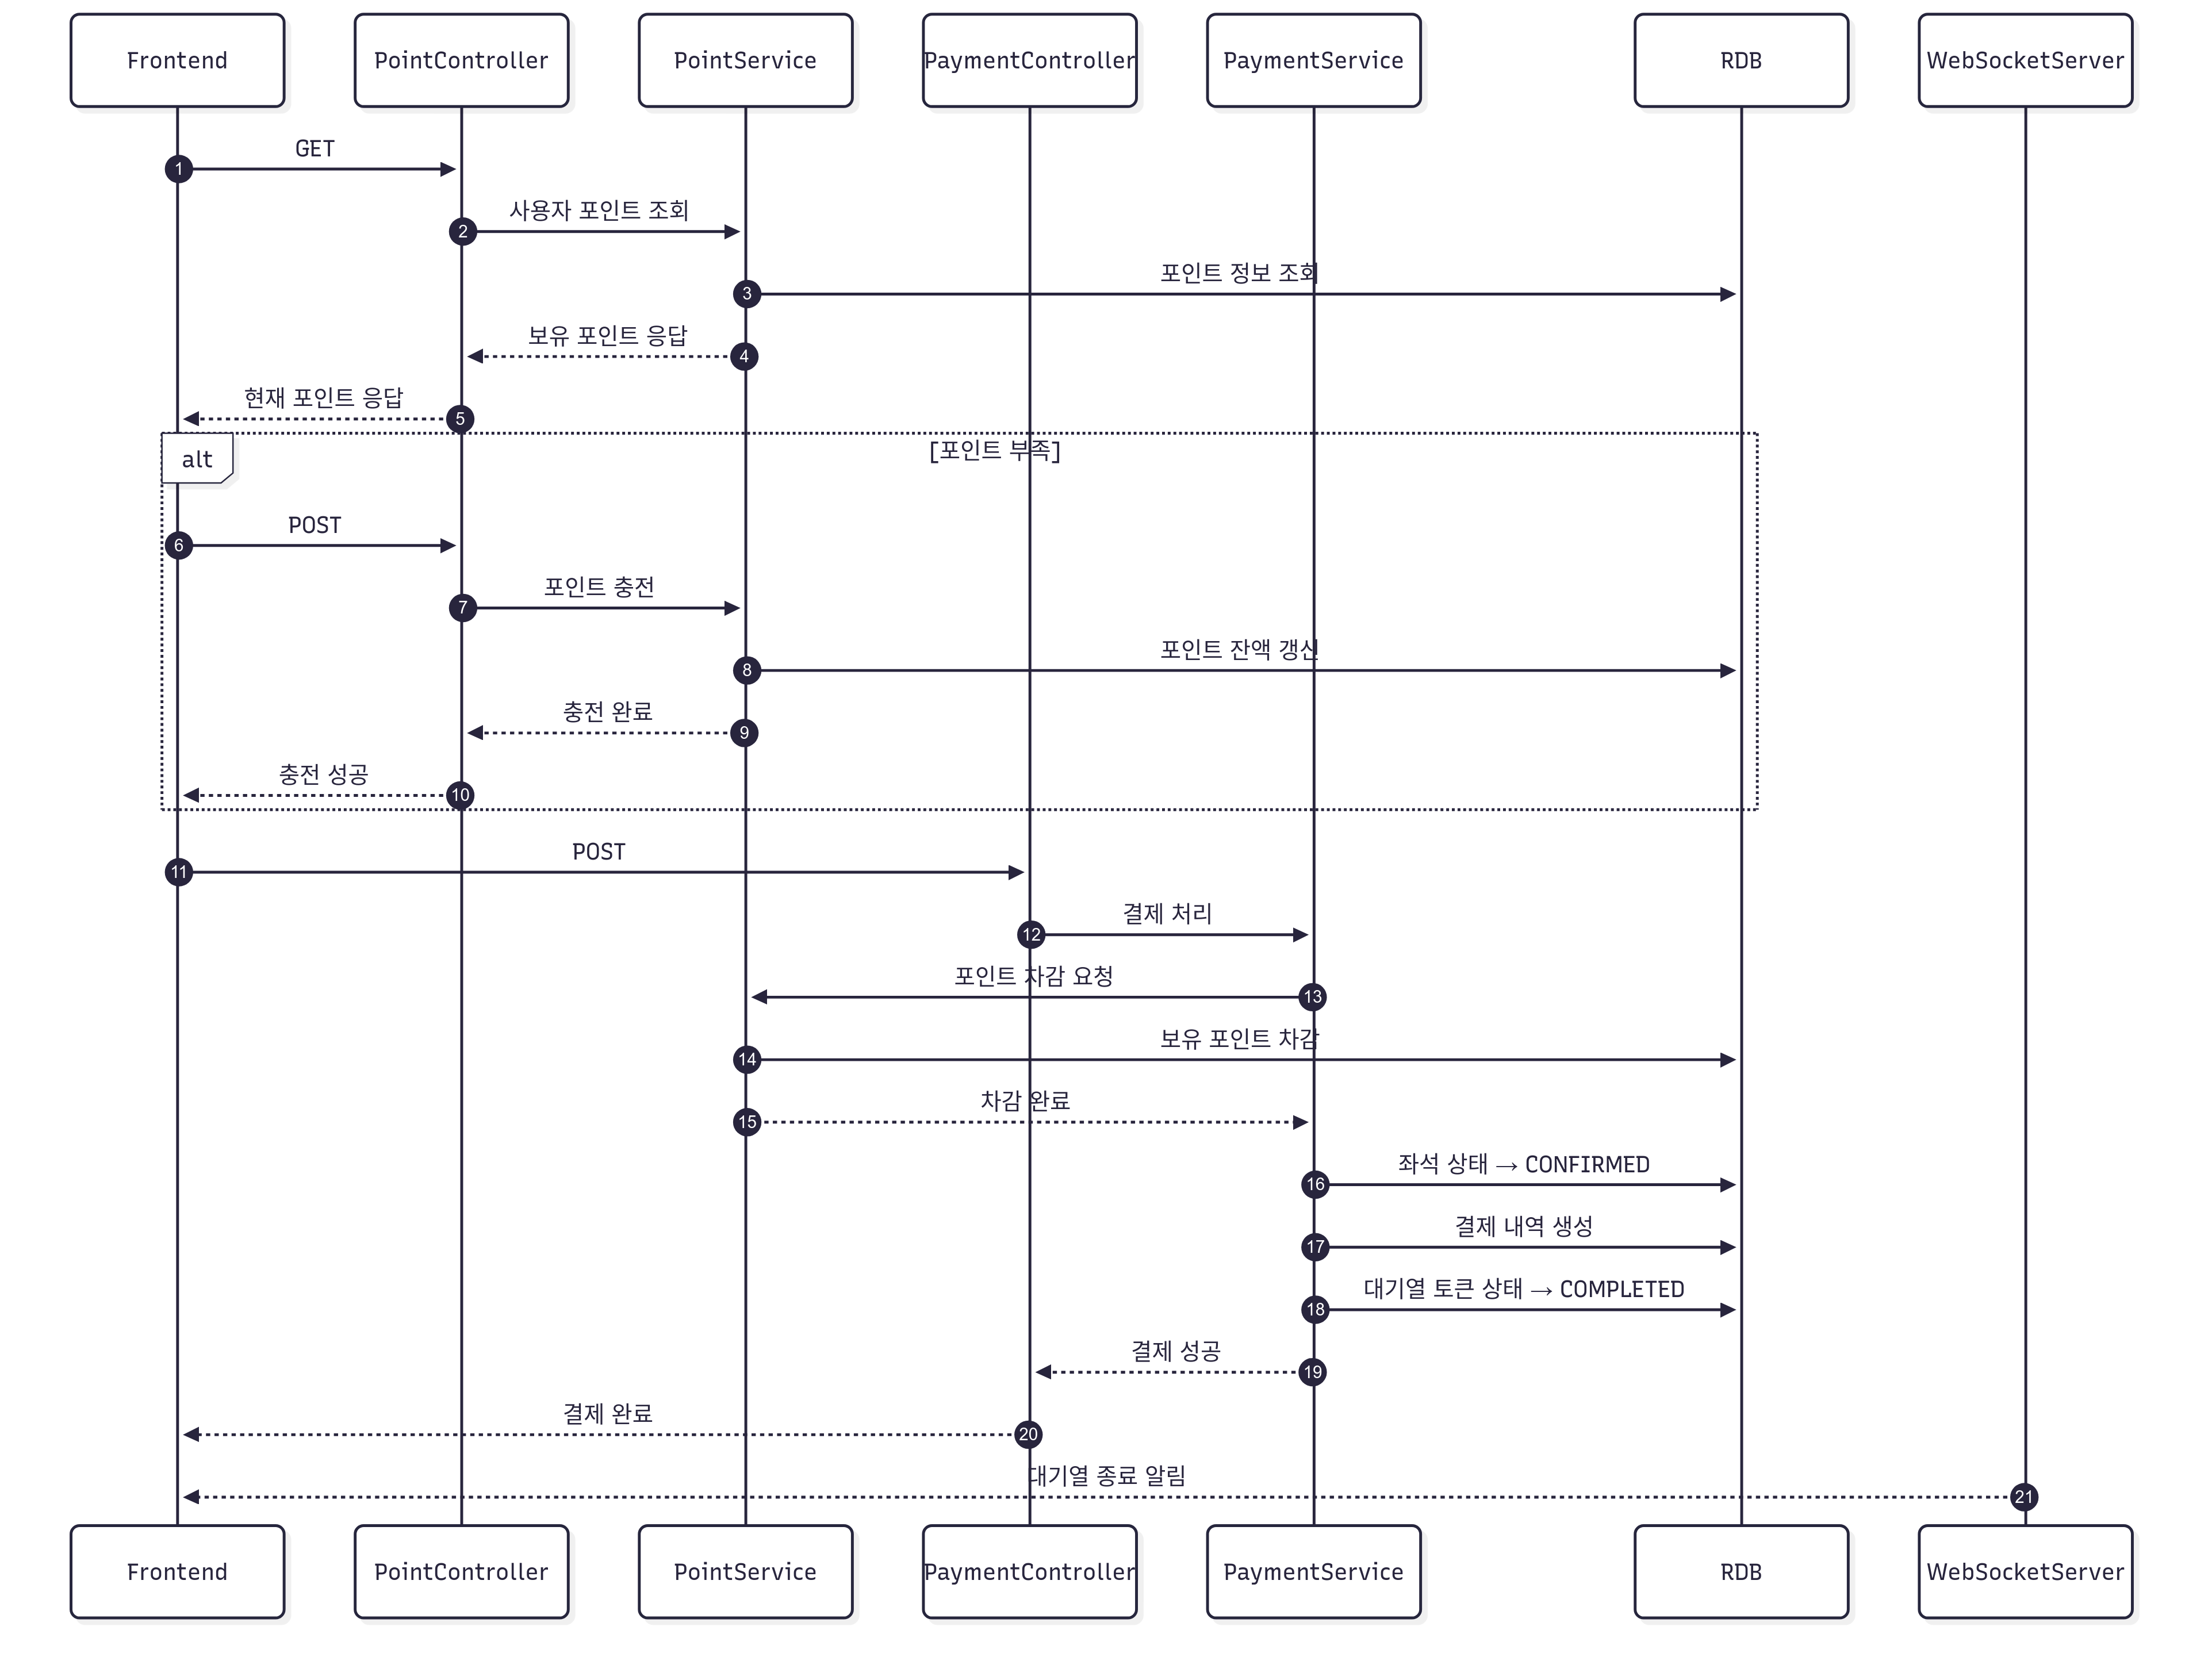 Frontend
PointController
PointService
PaymentController
PaymentService
RDB
WebSocketServer
GET
1
사용자 포인트 조회
2
포인트 정보 조회
3
보유 포인트 응답
4
현재 포인트 응답
5
alt
[포인트 부족]
POST
6
포인트 충전
7
포인트 잔액 갱신
8
충전 완료
9
충전 성공
10
POST
11
결제 처리
12
포인트 차감 요청
13
보유 포인트 차감
14
차감 완료
15
좌석 상태 → CONFIRMED
16
결제 내역 생성
17
대기열 토큰 상태 → COMPLETED
18
결제 성공
19
결제 완료
20
대기열 종료 알림
21
Frontend
PointController
PointService
PaymentController
PaymentService
RDB
WebSocketServer